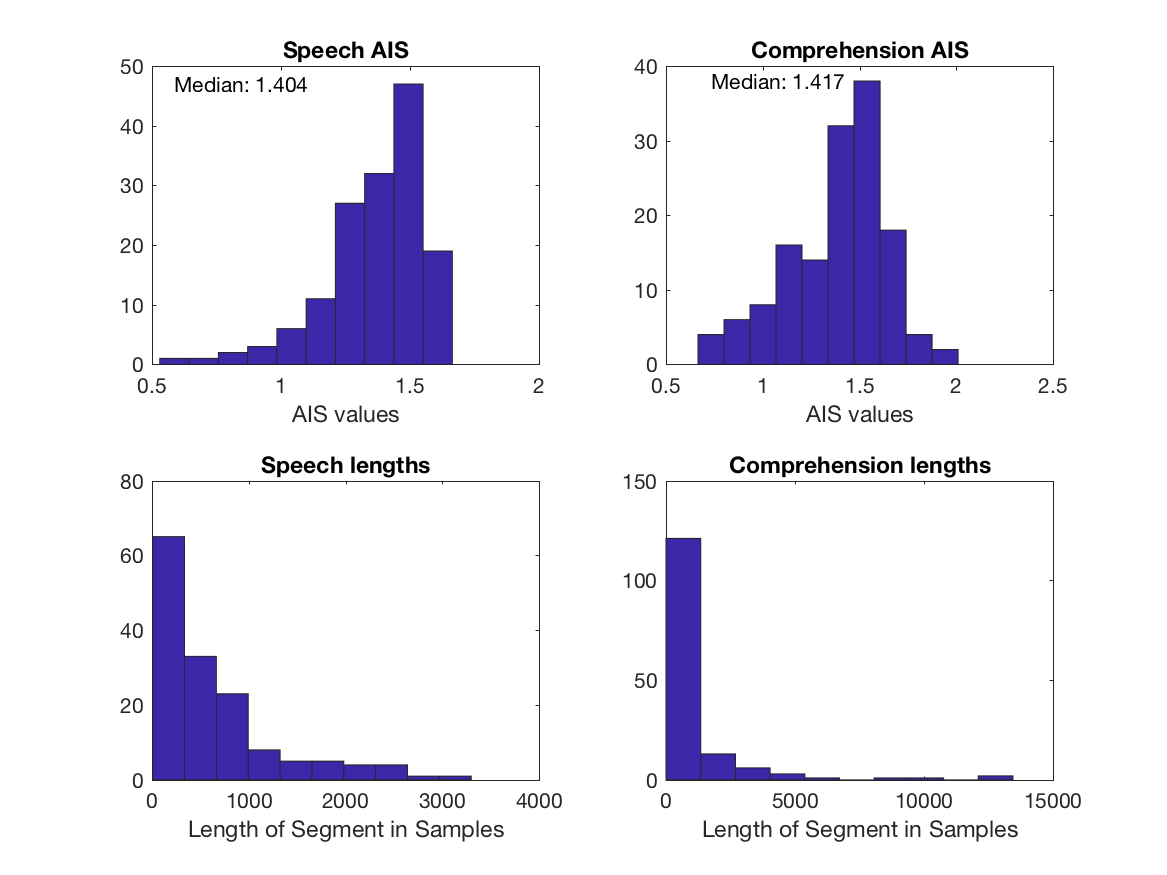 Speech AIS
Median: 1.404
50
40
30
20
10
0
0.5 1 1.5 2
AIS values
Comprehension AIS
Median: 1.417
40
30
20
10
0
0.5 1 1.5 2 2.5
AIS values
Speech lengths
80
60
40
20
0
0 1000 2000 3000 4000
Length of Segment in Samples
Comprehension lengths
150
100
50
0
0 5000 10000 15000
Length of Segment in Samples